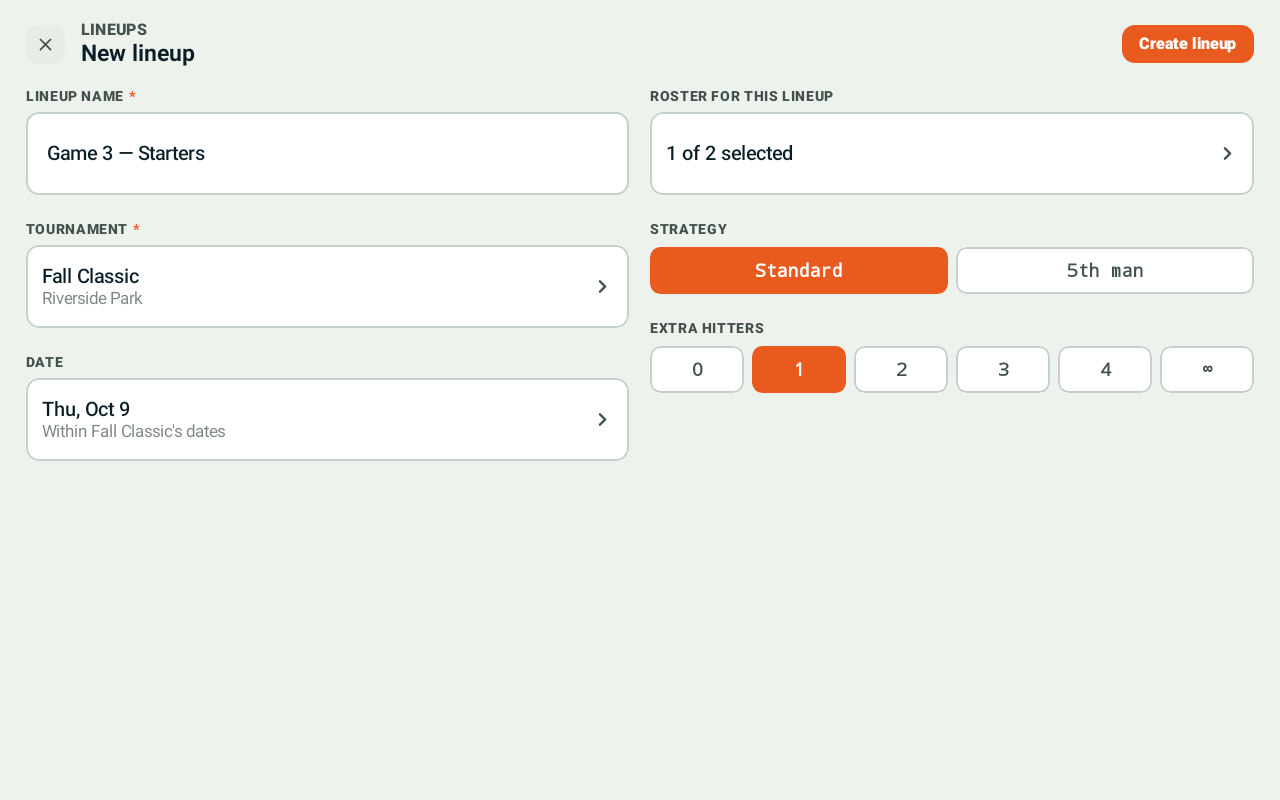 LINEUPS
New lineup
Create lineup
LINEUP NAME *
Game 3 — Starters
TOURNAMENT *
Fall Classic
Riverside Park
DATE
Thu, Oct 9
Within Fall Classic's dates
ROSTER FOR THIS LINEUP
1 of 2 selected
STRATEGY
Standard
5th man
EXTRA HITTERS
0
1
2
3
4
∞